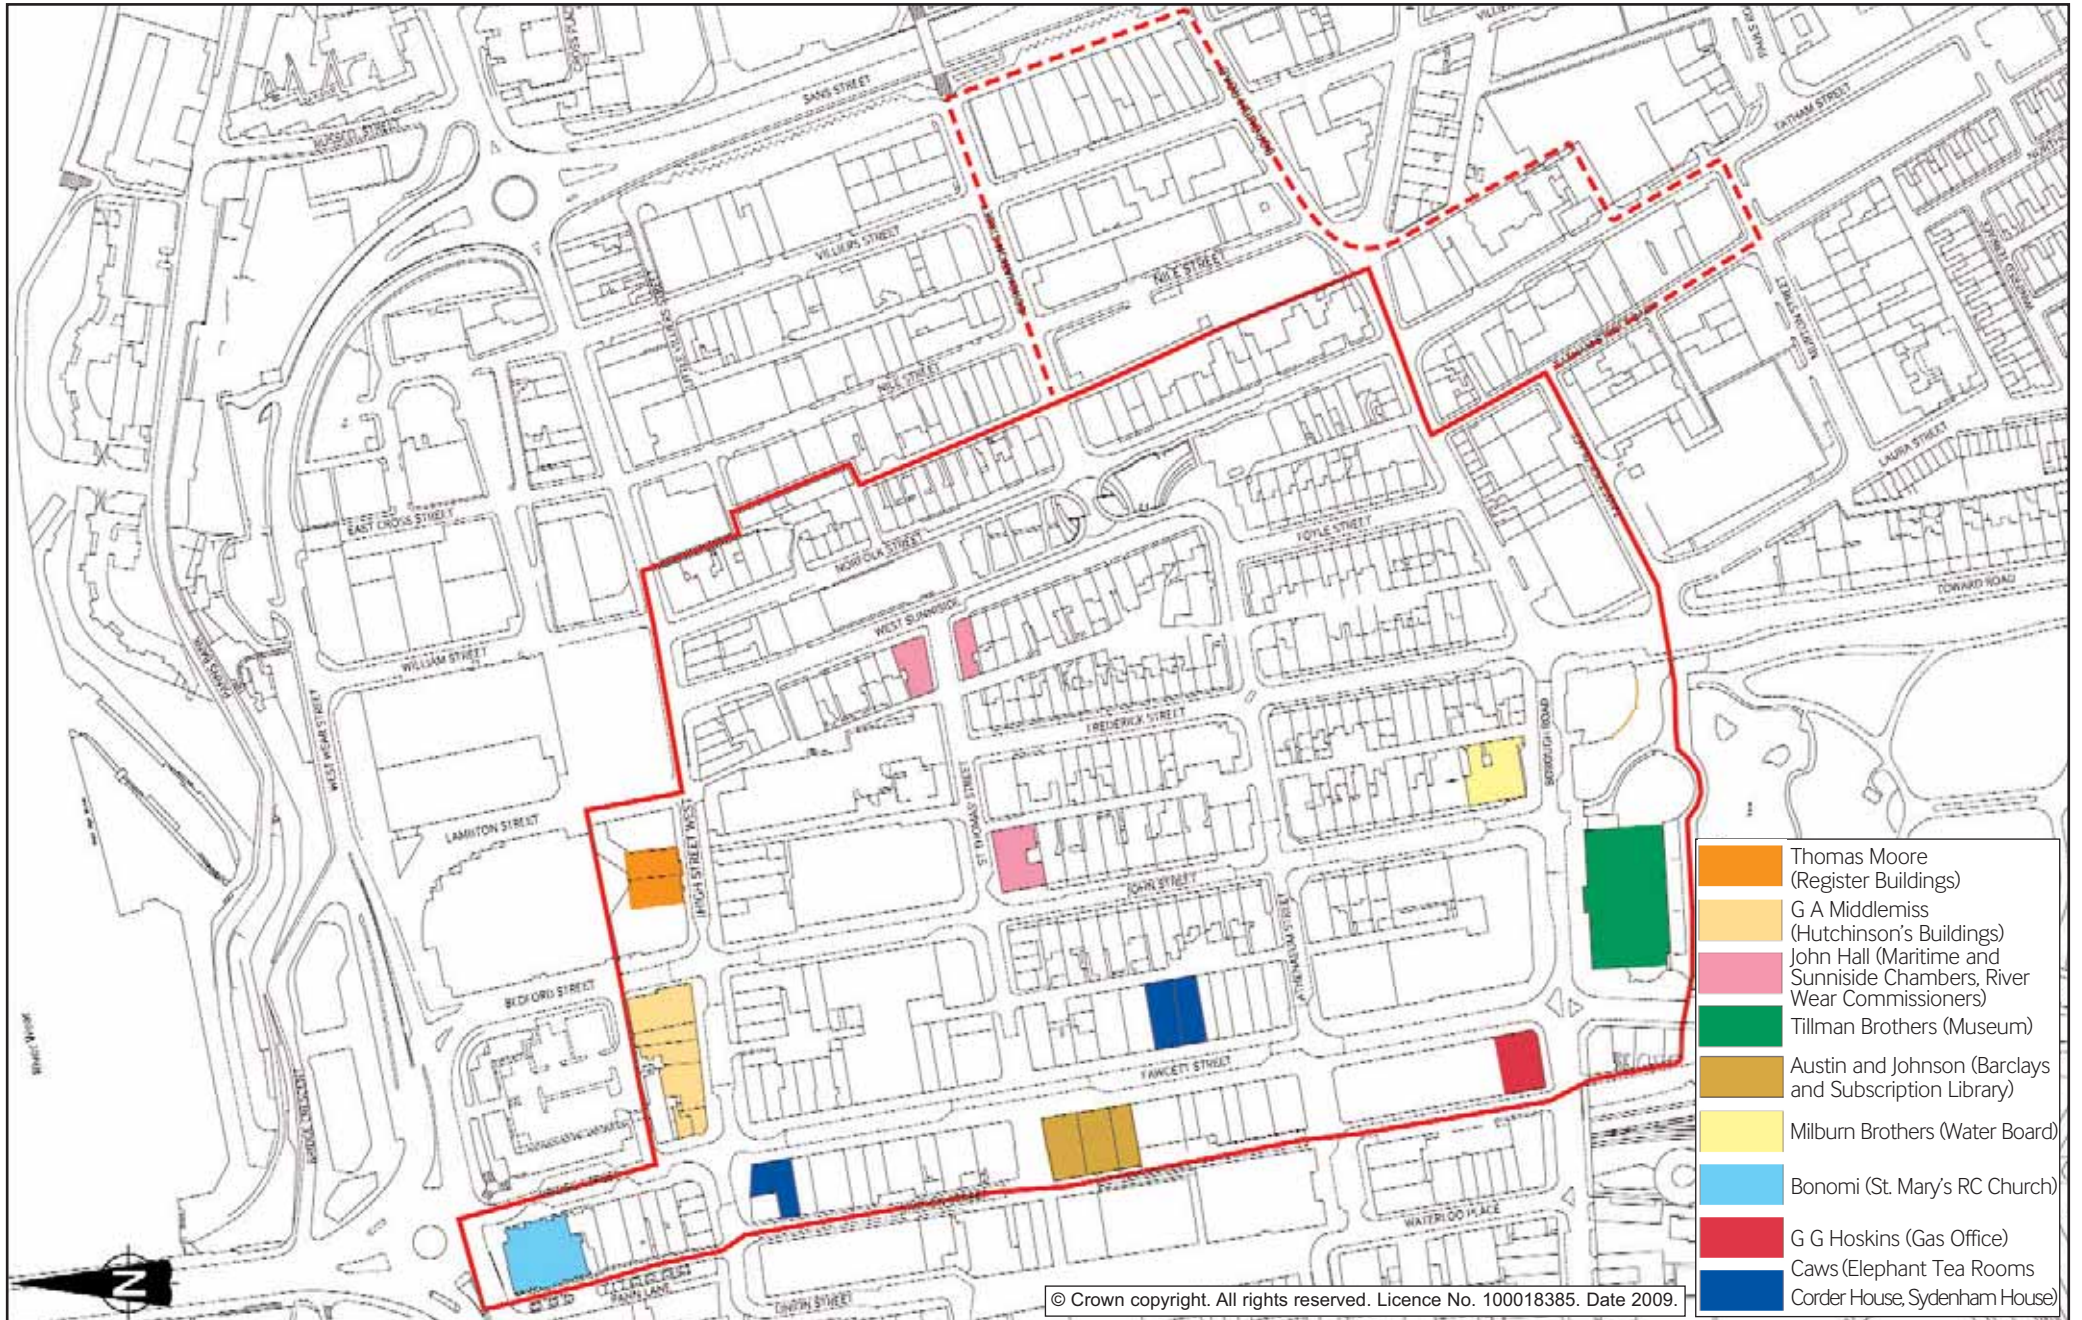 SANS STREET
TATHAM STREET
VILLIERS STREET
NILE STREET
NILE STREET
LAURA STREET
EAST CROSS STREET
FOYLE STREET
NORFOLK STREET
TOWARD ROAD
WEST SUNNISIDE
WILLIAM STREET
WEST WEAR STREET
FREDERICK STREET
BOROUGH ROAD
LAMBTON STREET
HIGH STREET WEST
ST THOMAS STREET
JOHN STREET
ATHENAEUM STREET
BEDFORD STREET
FAWCETT STREET
WATERLOO PLACE
PANN LANE
UNION STREET
N
Thomas Moore
(Register Buildings)
G A Middlemiss
(Hutchinson's Buildings)
John Hall (Maritime and
Sunniside Chambers, River
Wear Commissioners)
Tillman Brothers (Museum)
Austin and Johnson (Barclays
and Subscription Library)
Milburn Brothers (Water Board)
Bonomi (St. Mary's RC Church)
G G Hoskins (Gas Office)
Caws (Elephant Tea Rooms
Corder House, Sydenham House)
© Crown copyright. All rights reserved. Licence No. 100018385. Date 2009.